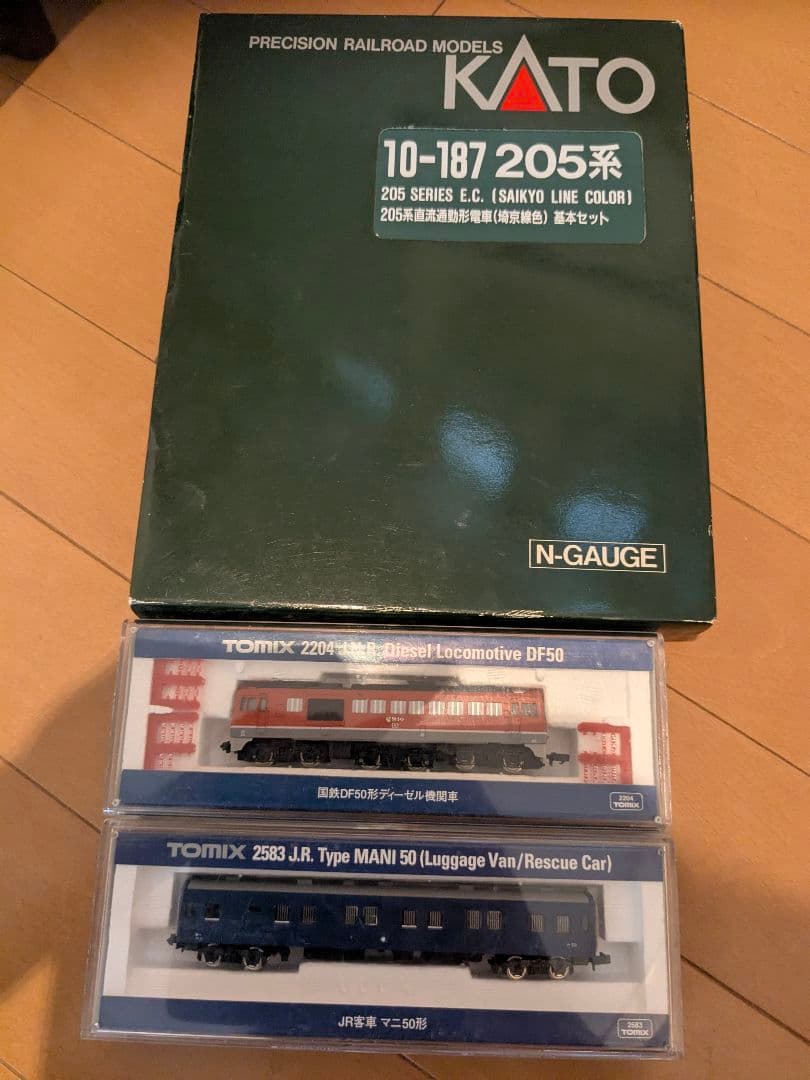 PRECISION RAILROAD MODELS
KATO
10-187 205系
205 SERIES E.C. (SAIKYO LINE COLOR)
205系直流通勤形電車(埼京線色) 基本セット
N-GAUGE
TOMIX 2204 J.N.R. Diesel Locomotive DF50
国鉄DF50形ディーゼル機関車
2204
TOMIX
TOMIX 2583 J.R. Type MANI 50 (Luggage Van/Rescue Car)
JR客車 マニ50形
2583
TOMIX